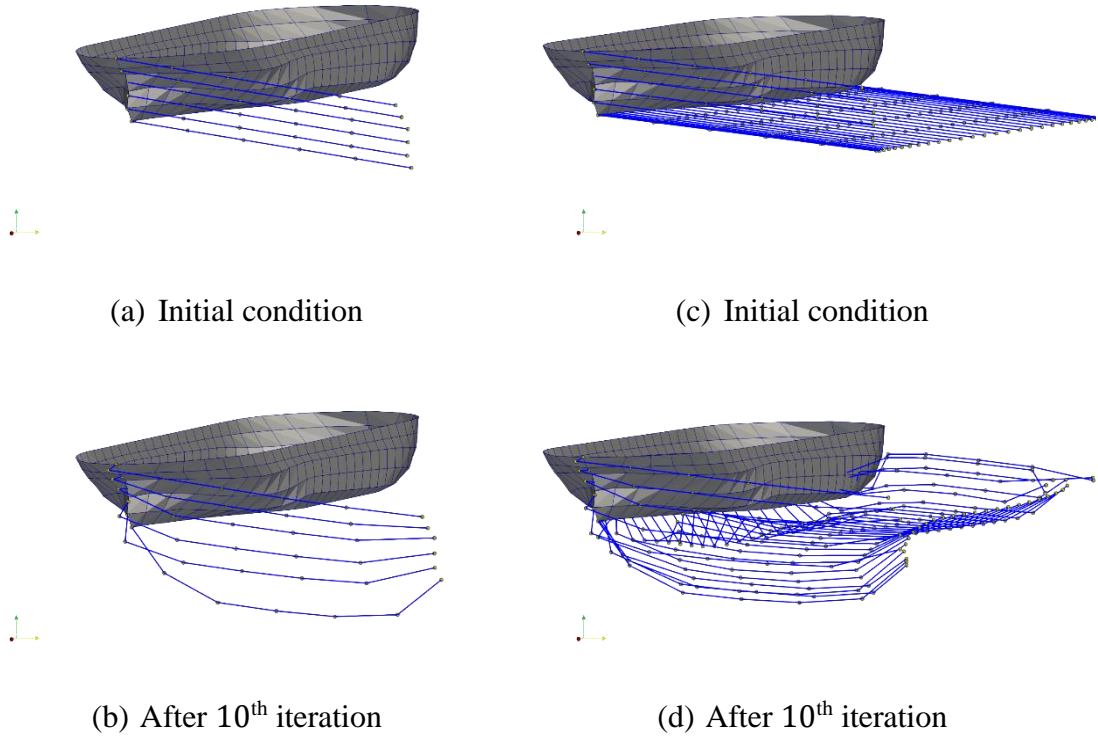 (a) Initial condition
(c) Initial condition
(b) After 10th iteration
(d) After 10th iteration